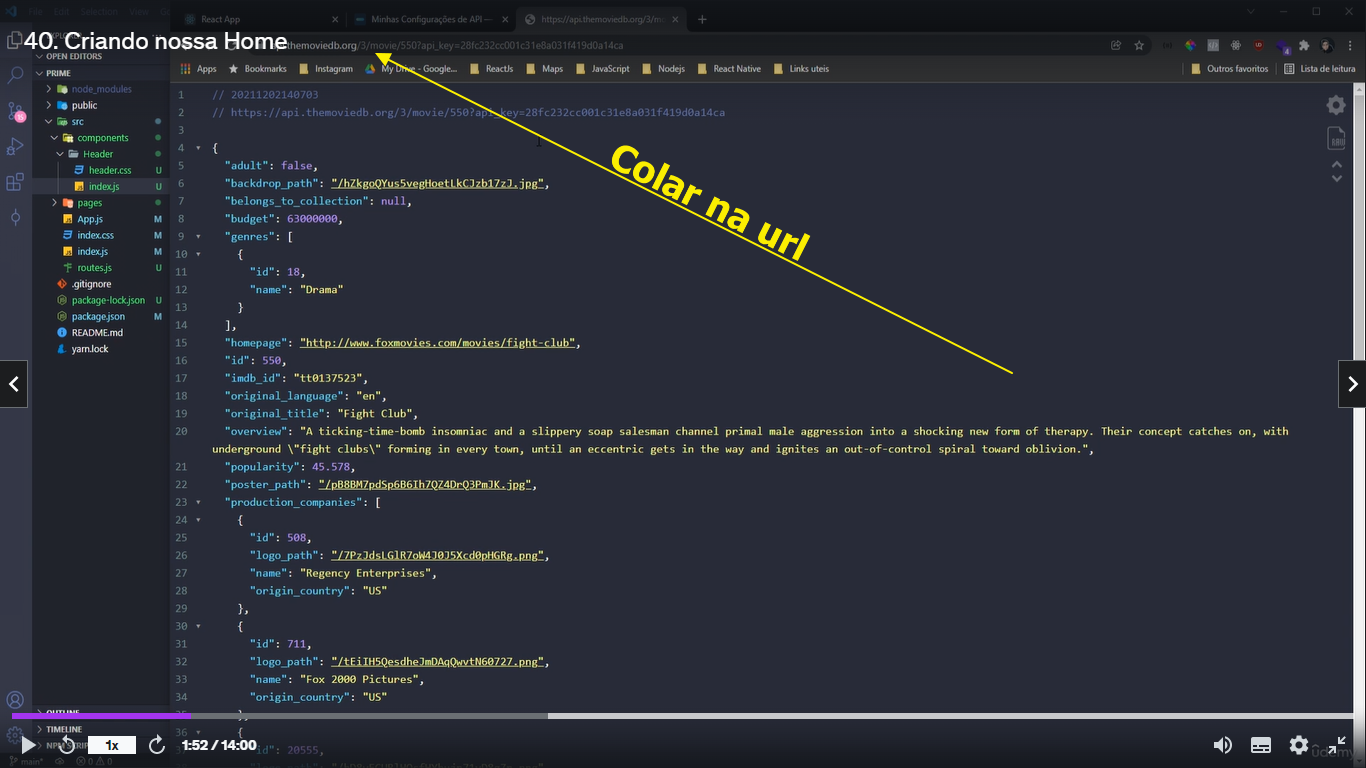 File Edit Selection View Go
React App
Minhas Configurações de API —
https://api.themoviedb.org/3/m
40. Criando nossa Home
.themoviedb.org/3/movie/550?api_key=28fc232cc001c31e8a031f419d0a14ca
Apps
Bookmarks
Instagram
My Drive - Google...
ReactJs
Maps
JavaScript
Nodejs
React Native
Links uteis
Outros favoritos
Lista de leitura
OPEN EDITORS
PRIME
node_modules
public
src
components
Header
header.css U
index.js U
pages
App.js M
index.css M
index.js M
routes.js U
.gitignore
package-lock.json U
package.json M
README.md
yarn.lock
OUTLINE
TIMELINE
main*
0 0
1 // 20211202140703
2 // https://api.themoviedb.org/3/movie/550?api_key=28fc232cc001c31e8a031f419d0a14ca
3
4 {
5 "adult": false,
6 "backdrop_path": "/hZkgoQYus5vegHoetLkCJzb17zJ.jpg",
7 "belongs_to_collection": null,
8 "budget": 63000000,
9 "genres": [
10 {
11 "id": 18,
12 "name": "Drama"
13 }
14 ],
15 "homepage": "http://www.foxmovies.com/movies/fight-club",
16 "id": 550,
17 "imdb_id": "tt0137523",
18 "original_language": "en",
19 "original_title": "Fight Club",
20 "overview": "A ticking-time-bomb insomniac and a slippery soap salesman channel primal male aggression into a shocking new form of therapy. Their concept catches on, with
underground \"fight clubs\" forming in every town, until an eccentric gets in the way and ignites an out-of-control spiral toward oblivion.",
21 "popularity": 45.578,
22 "poster_path": "/pB8BM7pdSp6B6Ih7QZ4DrQ3PmJK.jpg",
23 "production_companies": [
24 {
25 "id": 508,
26 "logo_path": "/7PzJdsLGlR7oW4J0J5Xcd0pHGRg.png",
27 "name": "Regency Enterprises",
28 "origin_country": "US"
29 },
30 {
31 "id": 711,
32 "logo_path": "/tEiIH5QesdheJmDAqQwvtN60727.png",
33 "name": "Fox 2000 Pictures",
34 "origin_country": "US"
},
36 {
"id": 20555,
Colar na url
RAW
1x
1:52 / 14:00
udemy